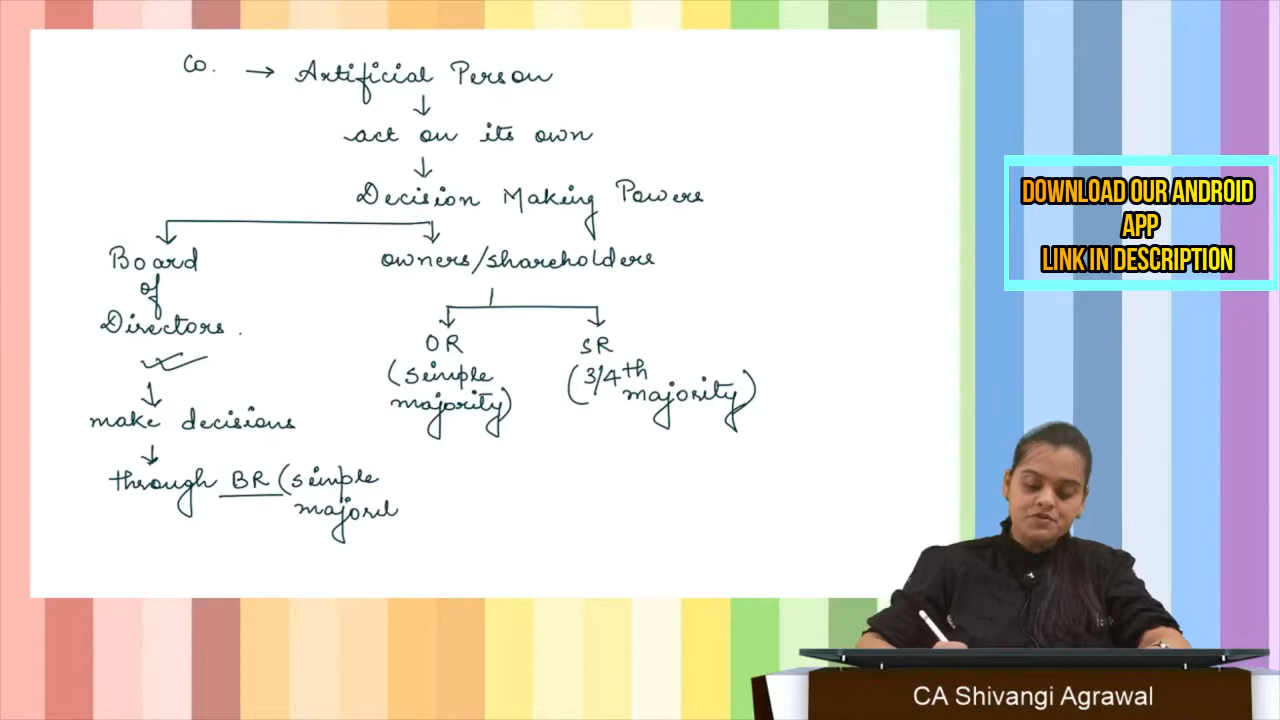 Co. → Artificial Person
↓
act on its own
↓
Decision Making Powers
Board of Directors.
owners/shareholders
OR
(simple majority)
SR
(3/4th majority)
↓
make decisions
↓
through BR (simple
majorit
DOWNLOAD OUR ANDROID
APP
LINK IN DESCRIPTION
CA Shivangi Agrawal